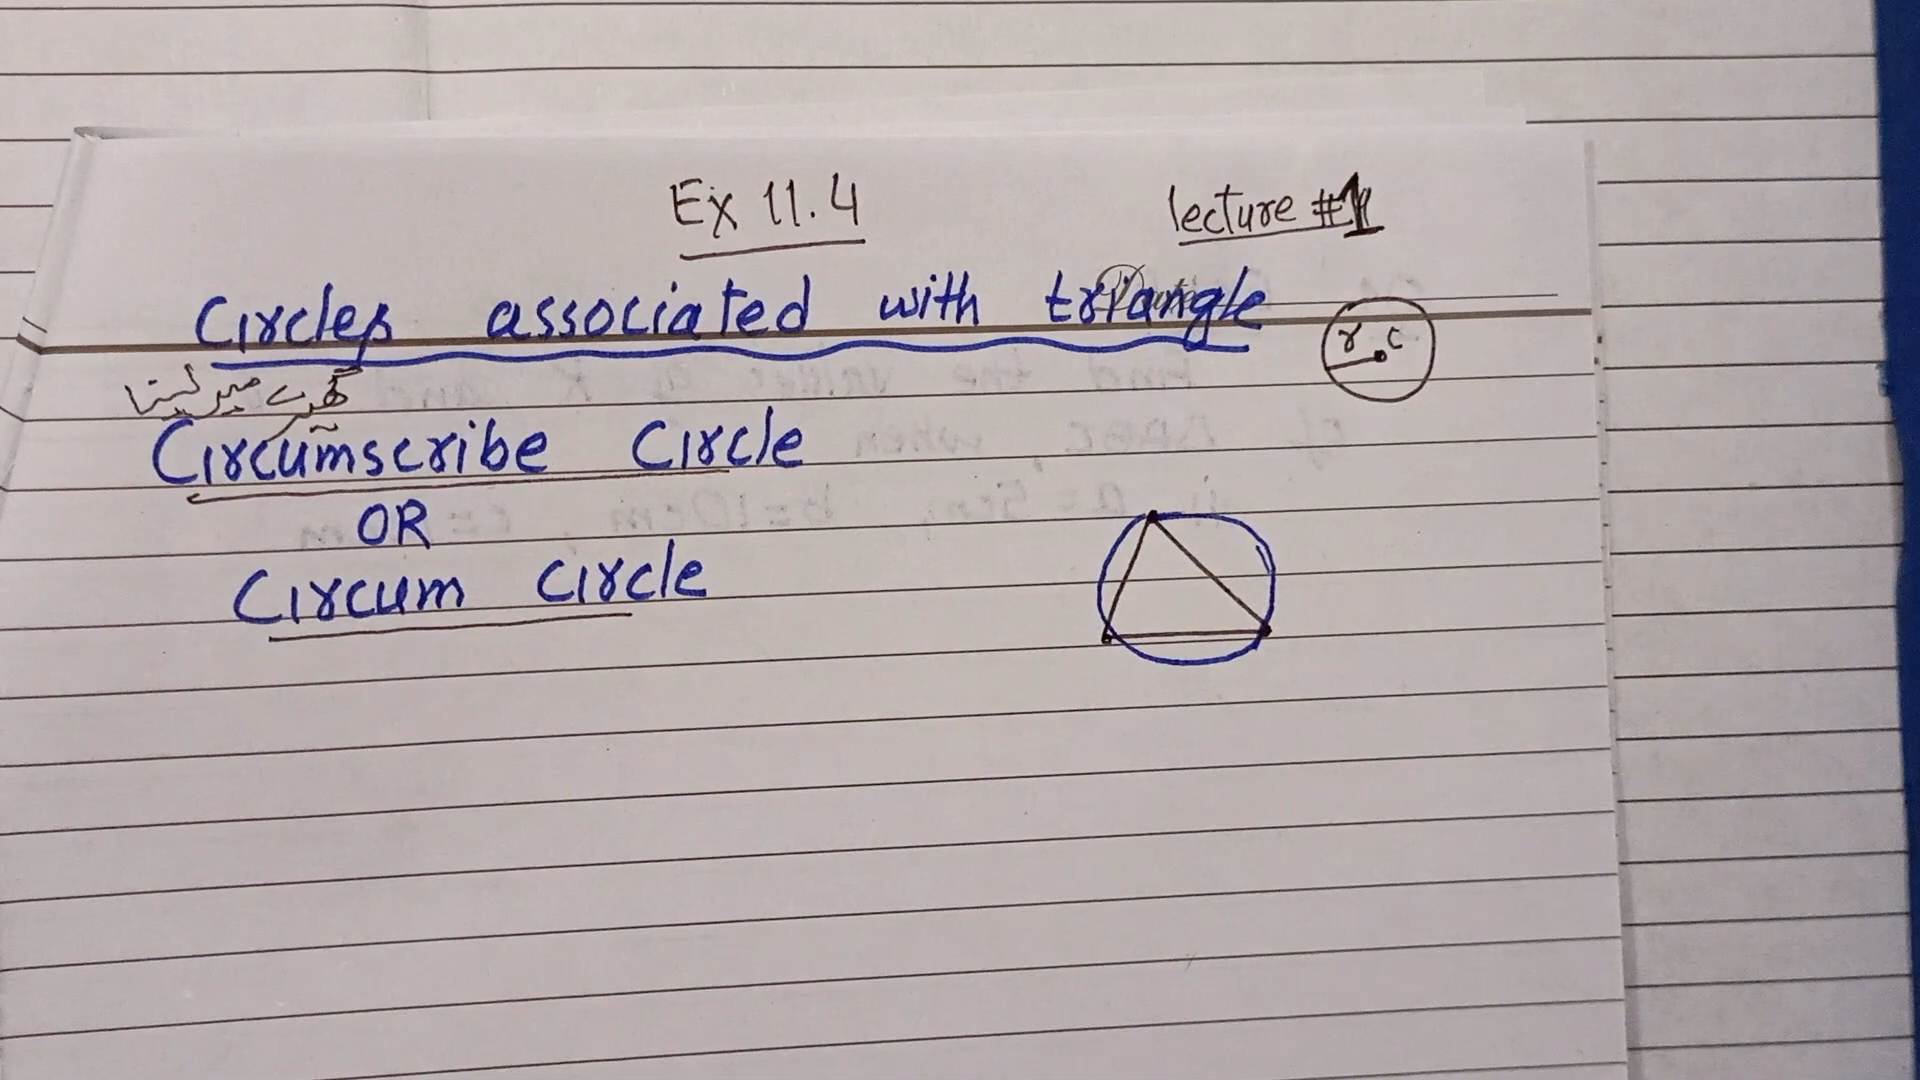 Ex 11.4 lecture #1
Circles associated with triangle
r c
گھیرے میں لینا
Circumscribe Circle
OR
Circum circle